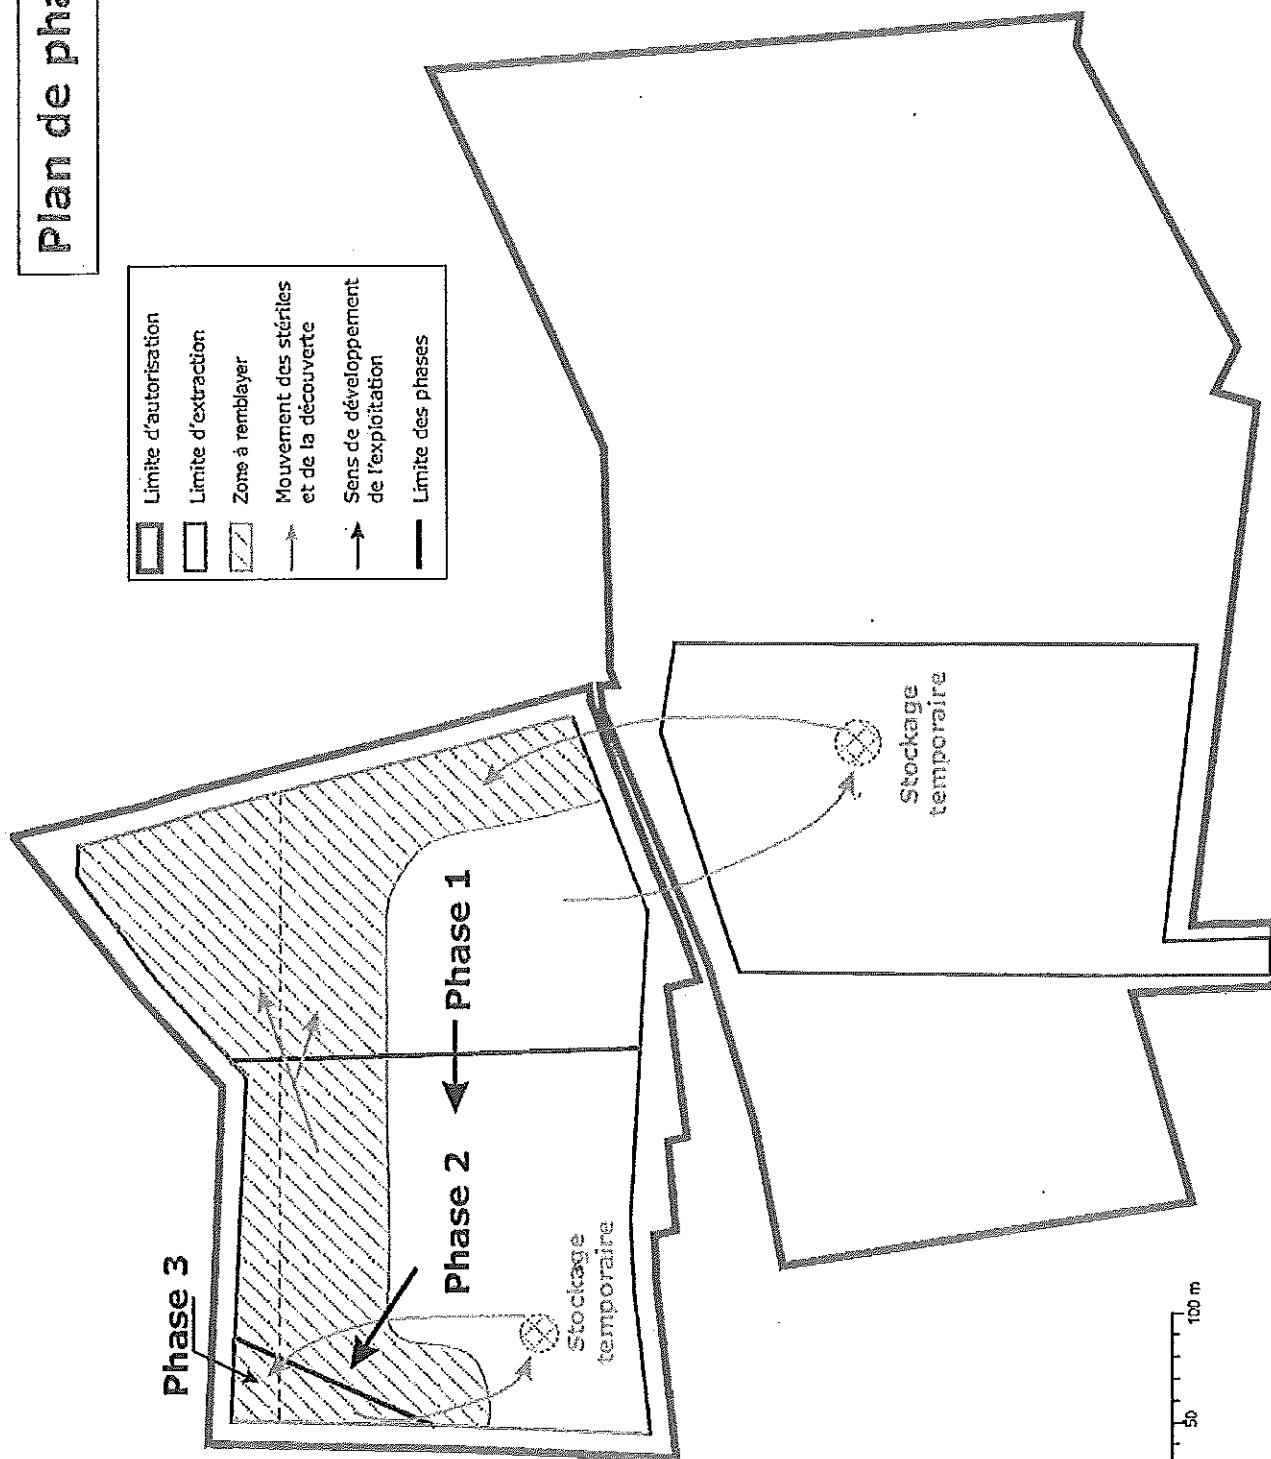 Plan de pha
Limite d'autorisation
Limite d'extraction
Zone à remblayer
Mouvement des stériles
et de la découverte
Sens de développement
de l'exploitation
Limite des phases
Phase 3
Phase 2
Phase 1
Stockage
temporaire
Stockage
temporaire
50
100 m